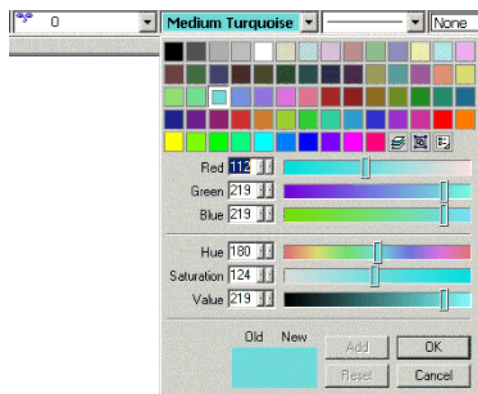 0 Medium Turquoise None
Red 112
Green 219
Blue 219
Hue 180
Saturation 124
Value 219
Old New
Add OK
Reset Cancel